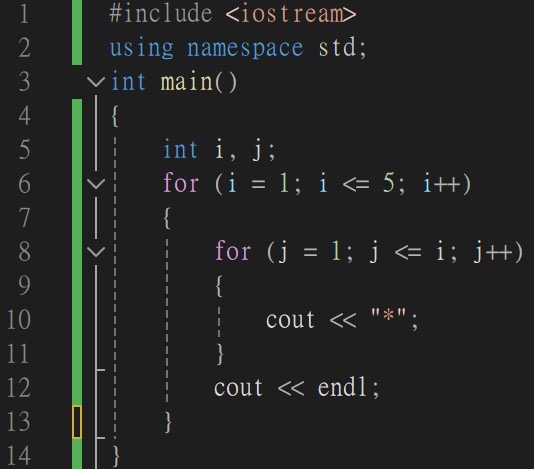 1 #include <iostream>
2 using namespace std;
3 int main()
4 {
5 int i, j;
6 for (i = 1; i <= 5; i++)
7 {
8 for (j = 1; j <= i; j++)
9 {
10 cout << "*";
11 }
12 cout << endl;
13 }
14 }